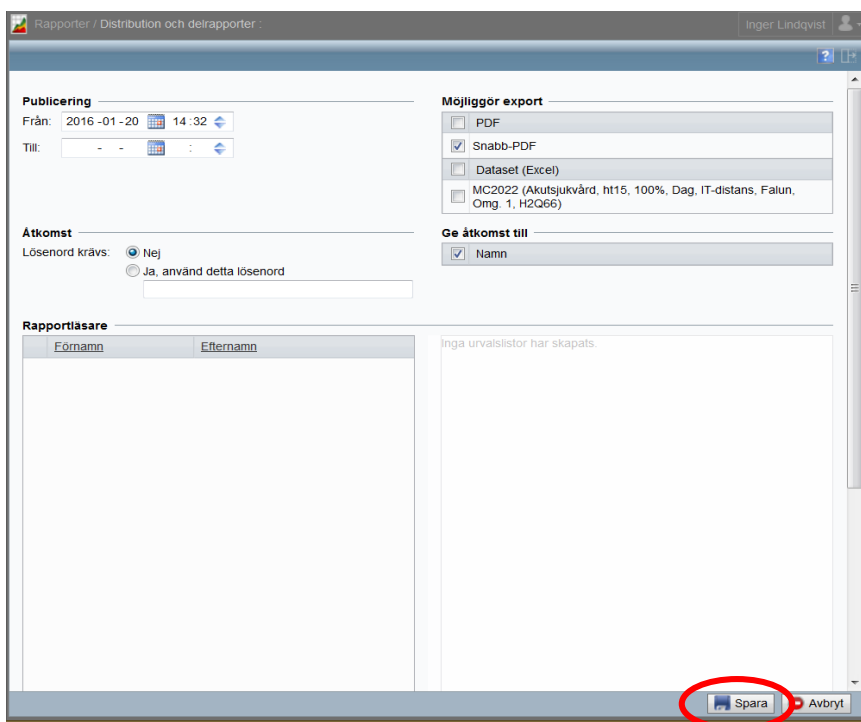 Rapporter / Distribution och delrapporter :
Inger Lindqvist
?
Publicering
Från: 2016 -01 -20 14 :32
Till: - - :
Möjliggör export
PDF
Snabb-PDF
Dataset (Excel)
MC2022 (Akutsjukvård, ht15, 100%, Dag, IT-distans, Falun,
Omg. 1, H2Q66)
Åtkomst
Lösenord krävs: Nej
Ja, använd detta lösenord
Ge åtkomst till
Namn
Rapportläsare
Förnamn Efternamn
Inga urvalslistor har skapats.
Spara Avbryt